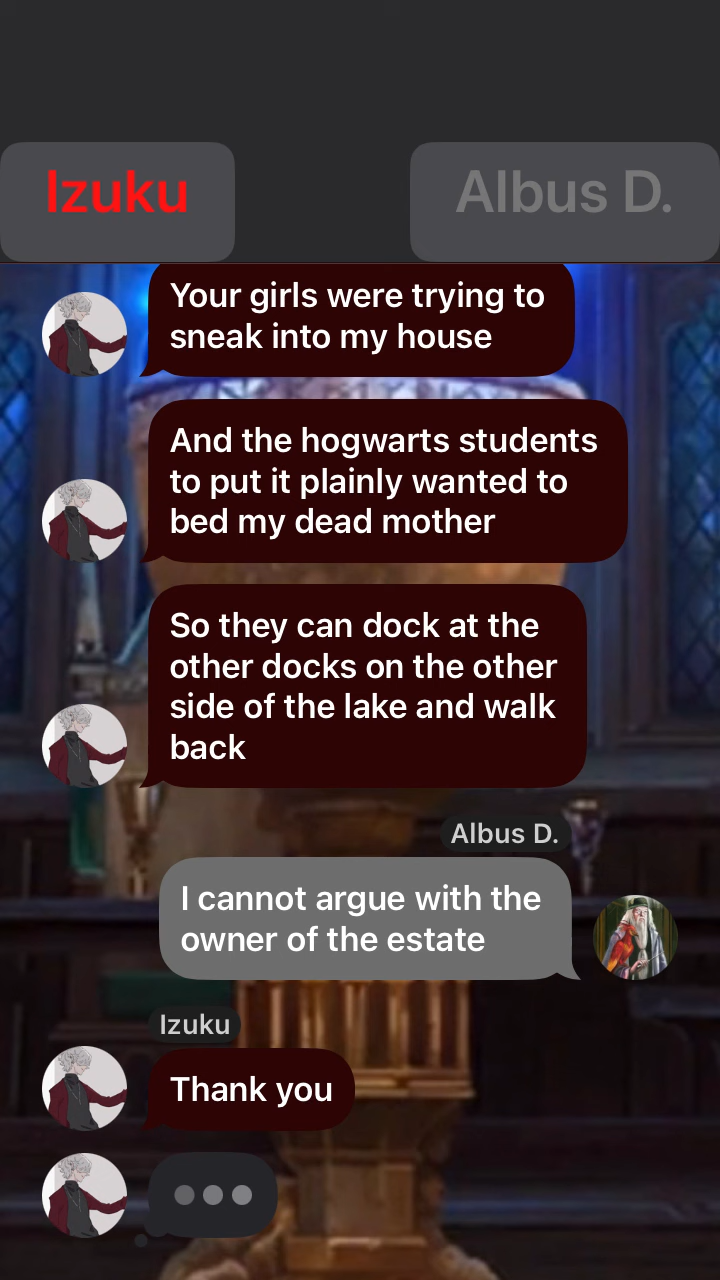 Izuku
Albus D.
Your girls were trying to
sneak into my house
And the hogwarts students
to put it plainly wanted to
bed my dead mother
So they can dock at the
other docks on the other
side of the lake and walk
back
Albus D.
I cannot argue with the
owner of the estate
Izuku
Thank you